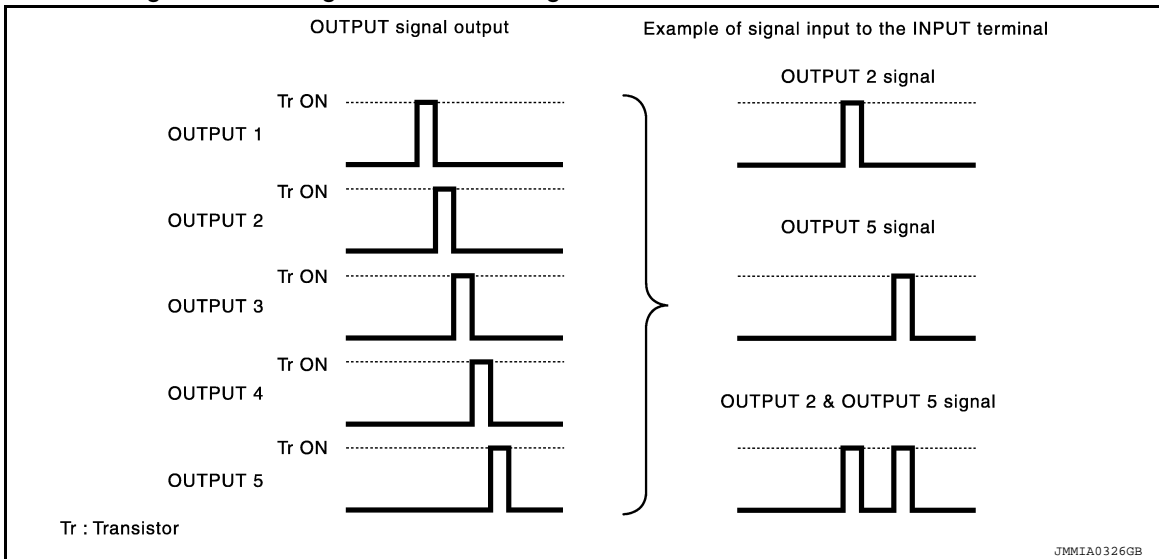 OUTPUT signal output
Example of signal input to the INPUT terminal
Tr ON
OUTPUT 1
Tr ON
OUTPUT 2
Tr ON
OUTPUT 3
Tr ON
OUTPUT 4
Tr ON
OUTPUT 5
OUTPUT 2 signal
OUTPUT 5 signal
OUTPUT 2 & OUTPUT 5 signal
Tr : Transistor
JMMIA0326GB